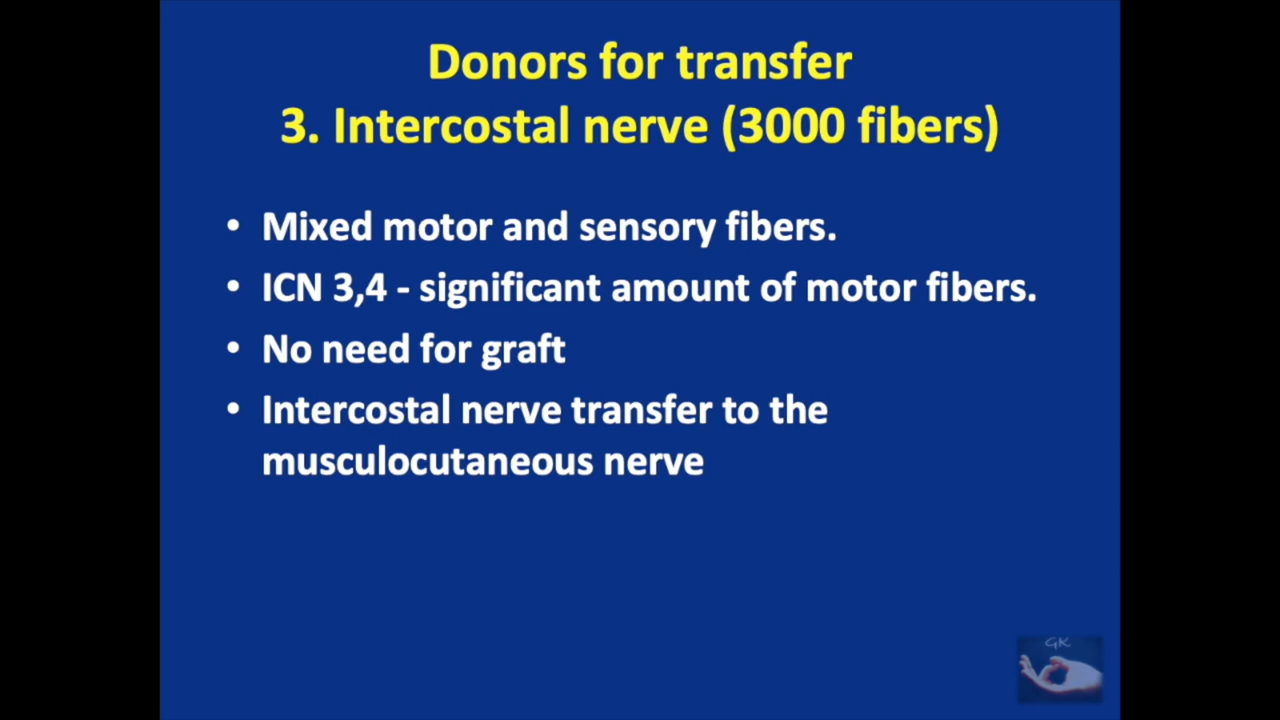 Donors for transfer
3. Intercostal nerve (3000 fibers)
• Mixed motor and sensory fibers.
• ICN 3,4 - significant amount of motor fibers.
• No need for graft
• Intercostal nerve transfer to the
musculocutaneous nerve
GK